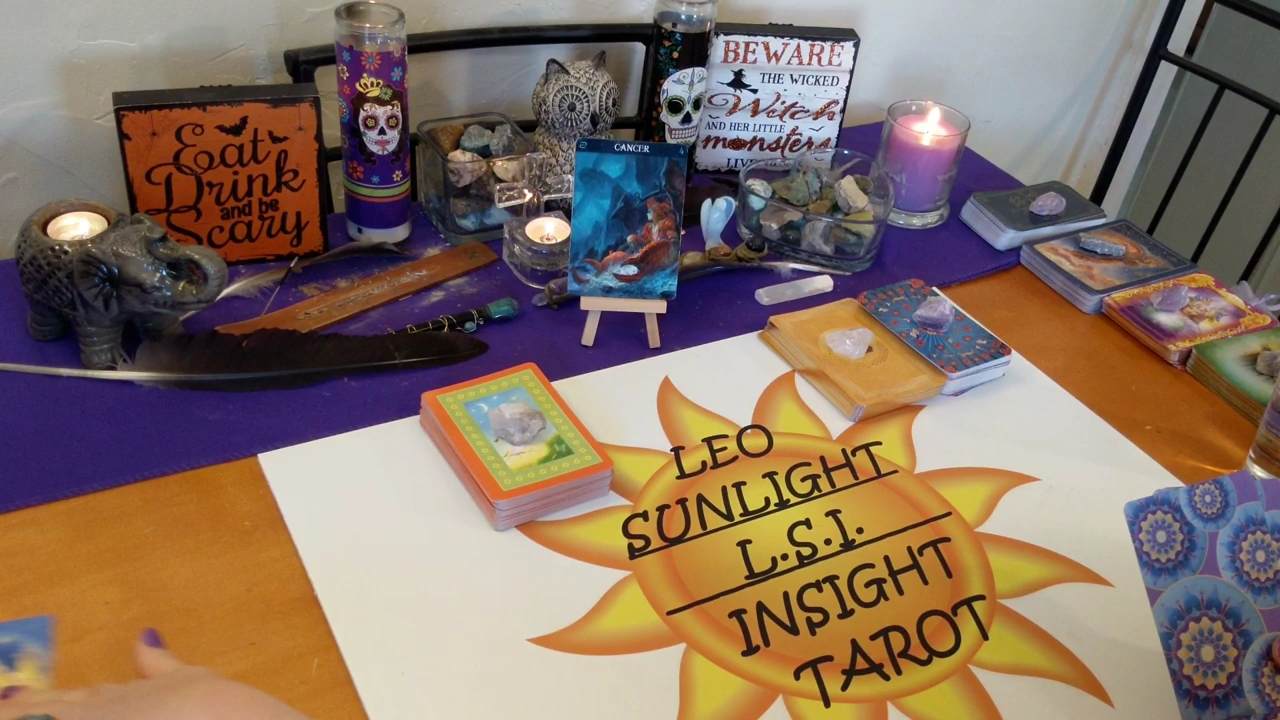 Eat
Drink
and be
Scary
BEWARE
THE WICKED
Witch
AND HER LITTLE
monsters
CANCER
LEO
SUNLIGHT
L.S.I.
INSIGHT
TAROT